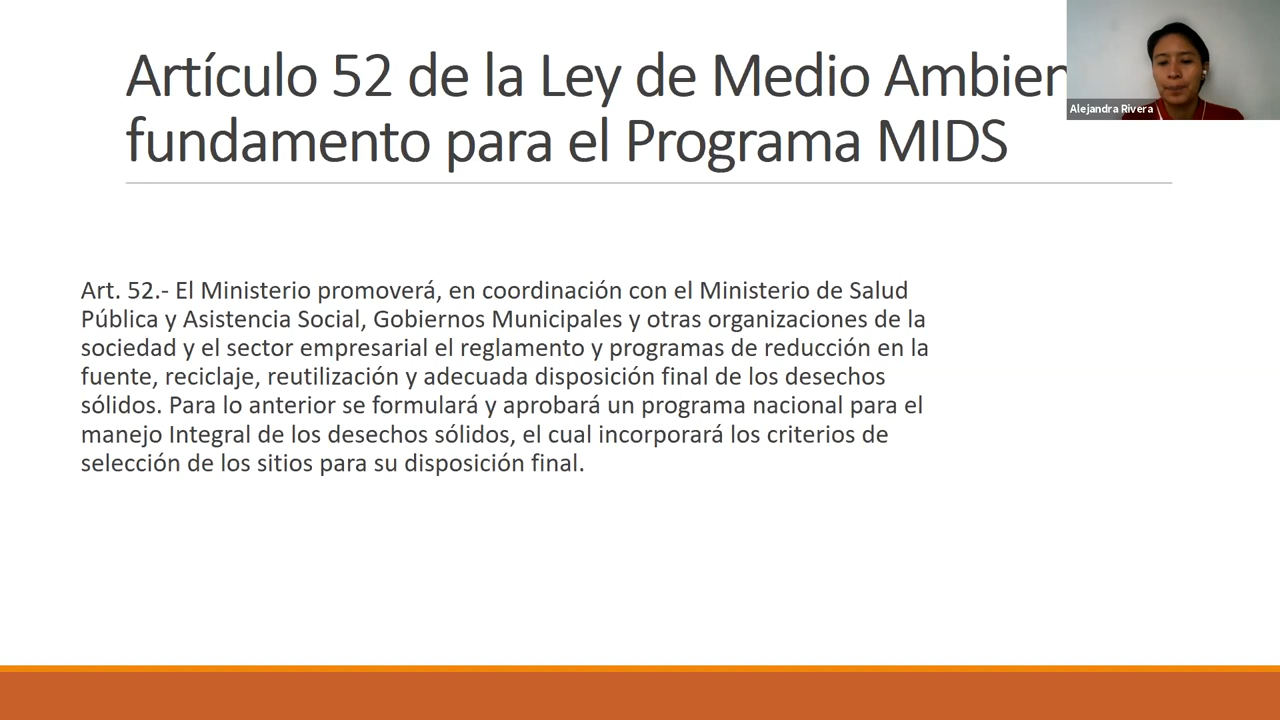 Artículo 52 de la Ley de Medio Ambien
fundamento para el Programa MIDS
Alejandra Rivera
Art. 52.- El Ministerio promoverá, en coordinación con el Ministerio de Salud
Pública y Asistencia Social, Gobiernos Municipales y otras organizaciones de la
sociedad y el sector empresarial el reglamento y programas de reducción en la
fuente, reciclaje, reutilización y adecuada disposición final de los desechos
sólidos. Para lo anterior se formulará y aprobará un programa nacional para el
manejo Integral de los desechos sólidos, el cual incorporará los criterios de
selección de los sitios para su disposición final.